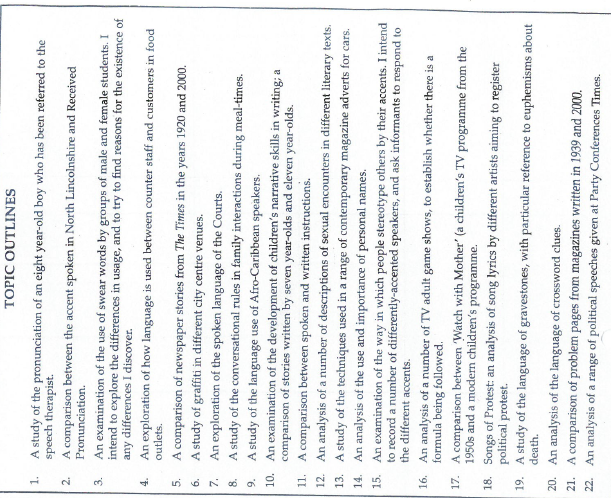 TOPIC OUTLINES
1. A study of the pronunciation of an eight year-old boy who has been referred to the
speech therapist.
2. A comparison between the accent spoken in North Lincolnshire and Received
Pronunciation.
3. An examination of the use of swear words by groups of male and female students. I
intend to explore the differences in usage, and to try to find reasons for the existence of
any differences I discover.
4. An exploration of how language is used between counter staff and customers in food
outlets.
5. A comparison of newspaper stories from The Times in the years 1920 and 2000.
6. A study of graffiti in different city centre venues.
7. An exploration of the spoken language of the Courts.
8. A study of the conversational rules in family interactions during meal-times.
9. A study of the language use of Afro-Caribbean speakers.
10. An examination of the development of children's narrative skills in writing; a
comparison of stories written by seven year-olds and eleven year-olds.
11. A comparison between spoken and written instructions.
12. An analysis of a number of descriptions of sexual encounters in different literary texts.
13. A study of the techniques used in a range of contemporary magazine adverts for cars.
14. An analysis of the use and importance of personal names.
15. An examination of the way in which people stereotype others by their accents. I intend
to record a number of differently-accented speakers, and ask informants to respond to
the different accents.
16. An analysis of a number of TV adult game shows, to establish whether there is a
formula being followed.
17. A comparison between 'Watch with Mother' (a children's TV programme from the
1950s and a modern children's programme.
18. Songs of Protest: an analysis of song lyrics by different artists aiming to register
political protest.
19. A study of the language of gravestones, with particular reference to euphemisms about
death.
20. An analysis of the language of crossword clues.
21. A comparison of problem pages from magazines written in 1939 and 2000.
22. An analysis of a range of political speeches given at Party Conferences Times.